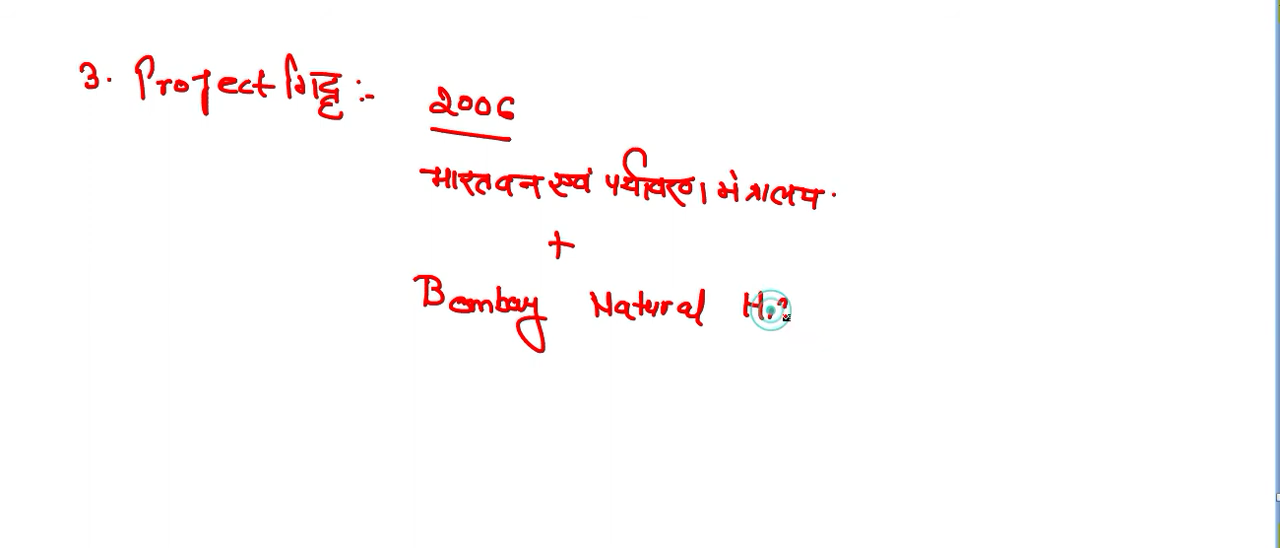 3. Project गिद्ध :-
2006
भारत वन एवं पर्यावरण मंत्रालय.
+
Bombay Natural